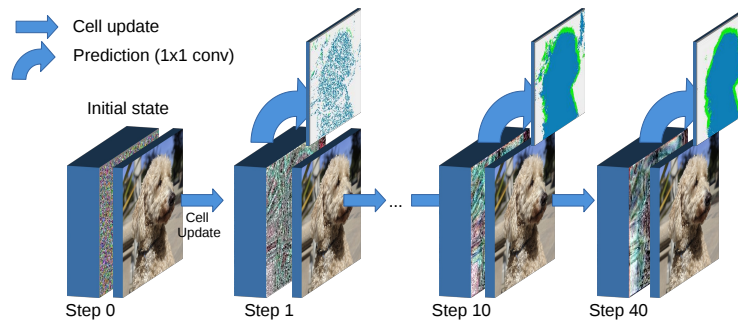 Cell update
Prediction (1x1 conv)
Initial state
Cell
Update
...
Step 0
Step 1
Step 10
Step 40